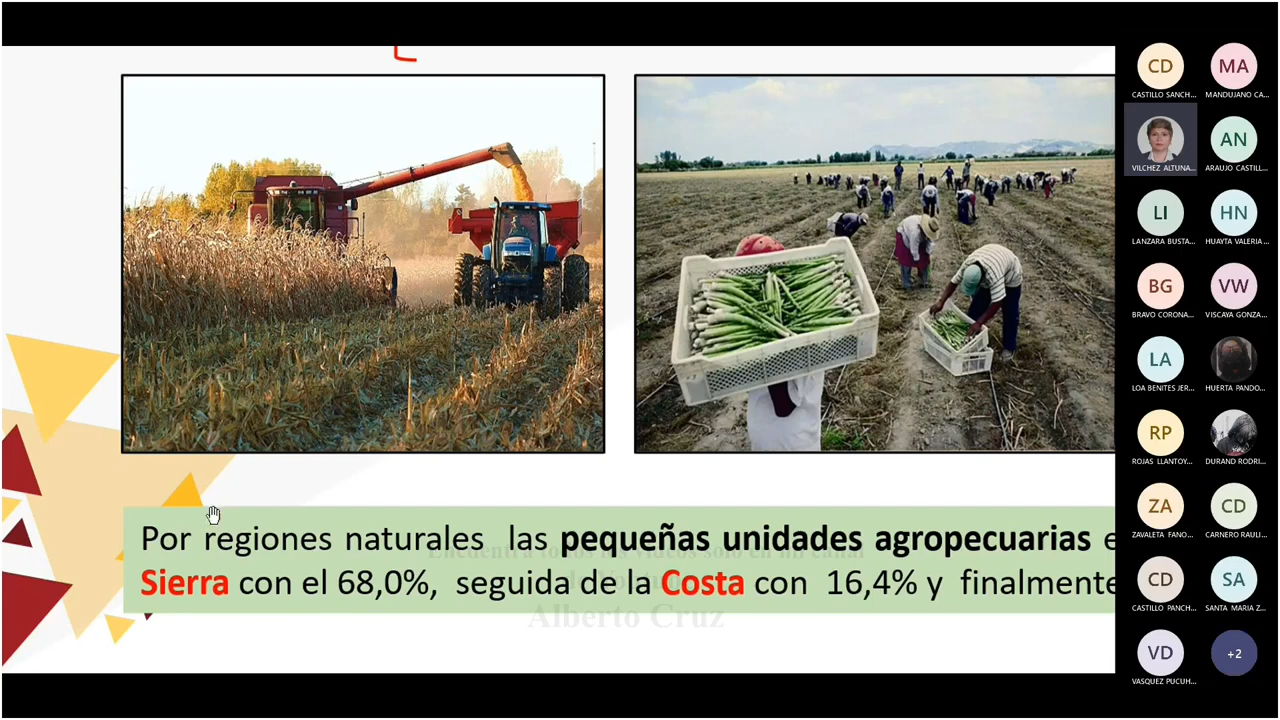 Por regiones naturales las pequeñas unidades agropecuarias e
Sierra con el 68,0%, seguida de la Costa con 16,4% y finalmente
Alberto Cruz
CD
CASTILLO SANCH...
MA
MANDUJANO CA...
VILCHEZ ALTUNA...
AN
ARAUJO CASTILL...
LI
LANZARA BUSTA...
HN
HUAYTA VALERIA...
BG
BRAVO CORONA...
VW
VISCAYA GONZA...
LA
LOA BENITES JER...
HUERTA PANDO...
RP
ROJAS LLANTOY...
DURAND RODRI...
ZA
ZAVALETA FANO...
CD
CARNERO RAULI...
CD
CASTILLO PANCH...
SA
SANTA MARIA Z...
VD
VASQUEZ PUCUH...
+2